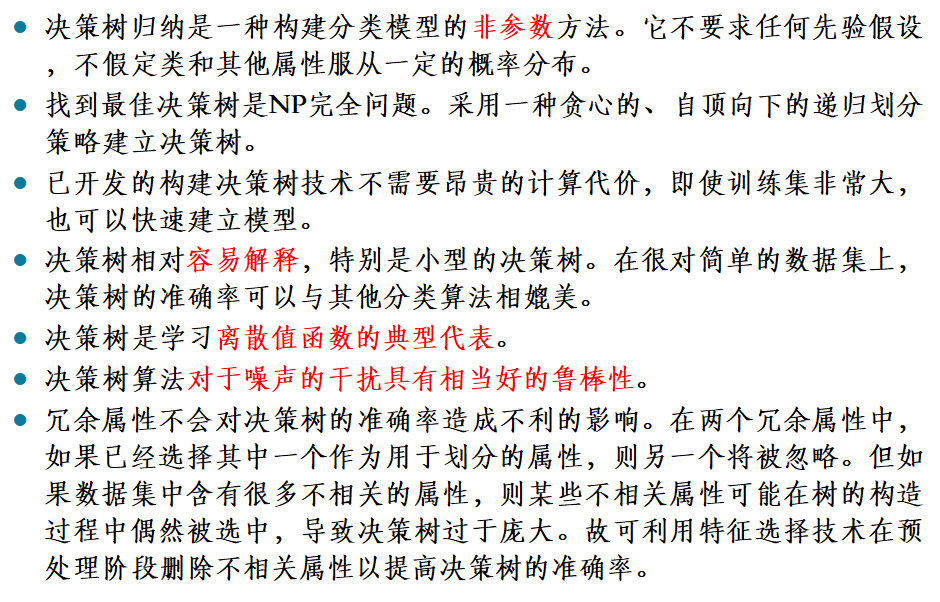 决策树归纳是一种构建分类模型的非参数方法。它不要求任何先验假设
，不假定类和其他属性服从一定的概率分布。
找到最佳决策树是NP完全问题。采用一种贪心的、自顶向下的递归划分
策略建立决策树。
已开发的构建决策树技术不需要昂贵的计算代价，即使训练集非常大，
也可以快速建立模型。
决策树相对容易解释，特别是小型的决策树。在很对简单的数据集上，
决策树的准确率可以与其他分类算法相媲美。
决策树是学习离散值函数的典型代表。
决策树算法对于噪声的干扰具有相当好的鲁棒性。
冗余属性不会对决策树的准确率造成不利的影响。在两个冗余属性中，
如果已经选择其中一个作为用于划分的属性，则另一个将被忽略。但如
果数据集中含有很多不相关的属性，则某些不相关属性可能在树的构造
过程中偶然被选中，导致决策树过于庞大。故可利用特征选择技术在预
处理阶段删除不相关属性以提高决策树的准确率。